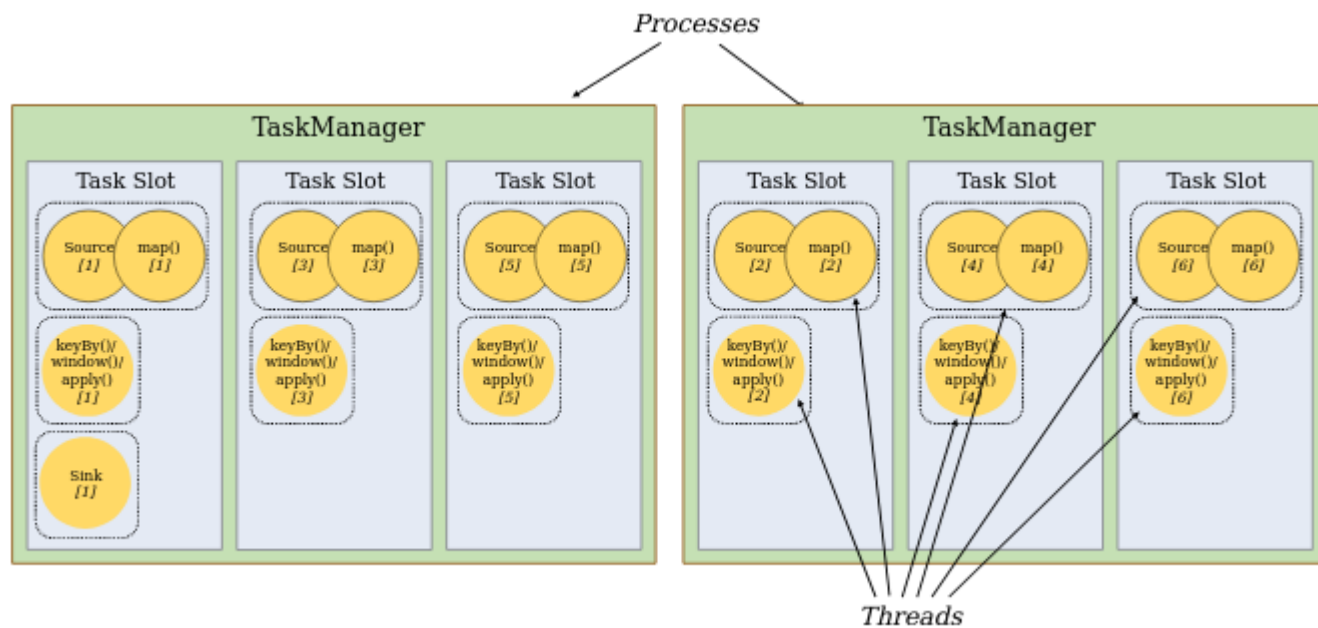 Processes
TaskManager
Task Slot
Source
[1]
map()
[1]
keyBy()/
window()/
apply()
[1]
Sink
[1]
Task Slot
Source
[3]
map()
[3]
keyBy()/
window()/
apply()
[3]
Task Slot
Source
[5]
map()
[5]
keyBy()/
window()/
apply()
[5]
TaskManager
Task Slot
Source
[2]
map()
[2]
keyBy()/
window()/
apply()
[2]
Task Slot
Source
[4]
map()
[4]
keyBy()/
window()/
apply()
[4]
Task Slot
Source
[6]
map()
[6]
keyBy()/
window()/
apply()
[6]
Threads